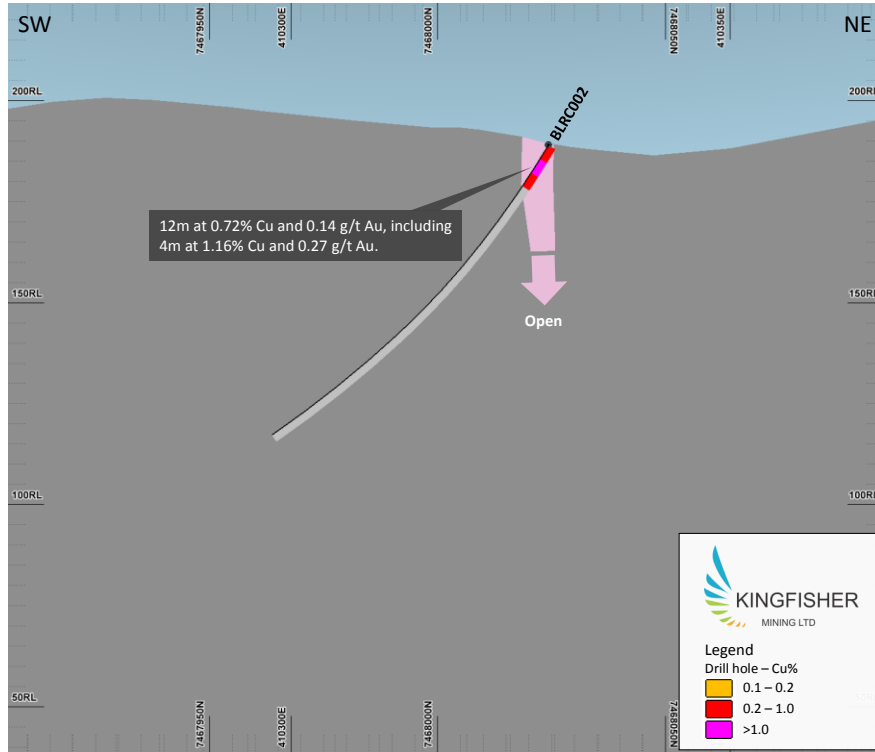 SW
NE
7467950N
410300E
7468000N
7468050N
410350E
200RL
200RL
BLRC002
12m at 0.72% Cu and 0.14 g/t Au, including
4m at 1.16% Cu and 0.27 g/t Au.
150RL
150RL
Open
100RL
100RL
KINGFISHER
MINING LTD
Legend
Drill hole – Cu%
0.1 – 0.2
0.2 – 1.0
>1.0
50RL
7467950N
410300E
7468000N